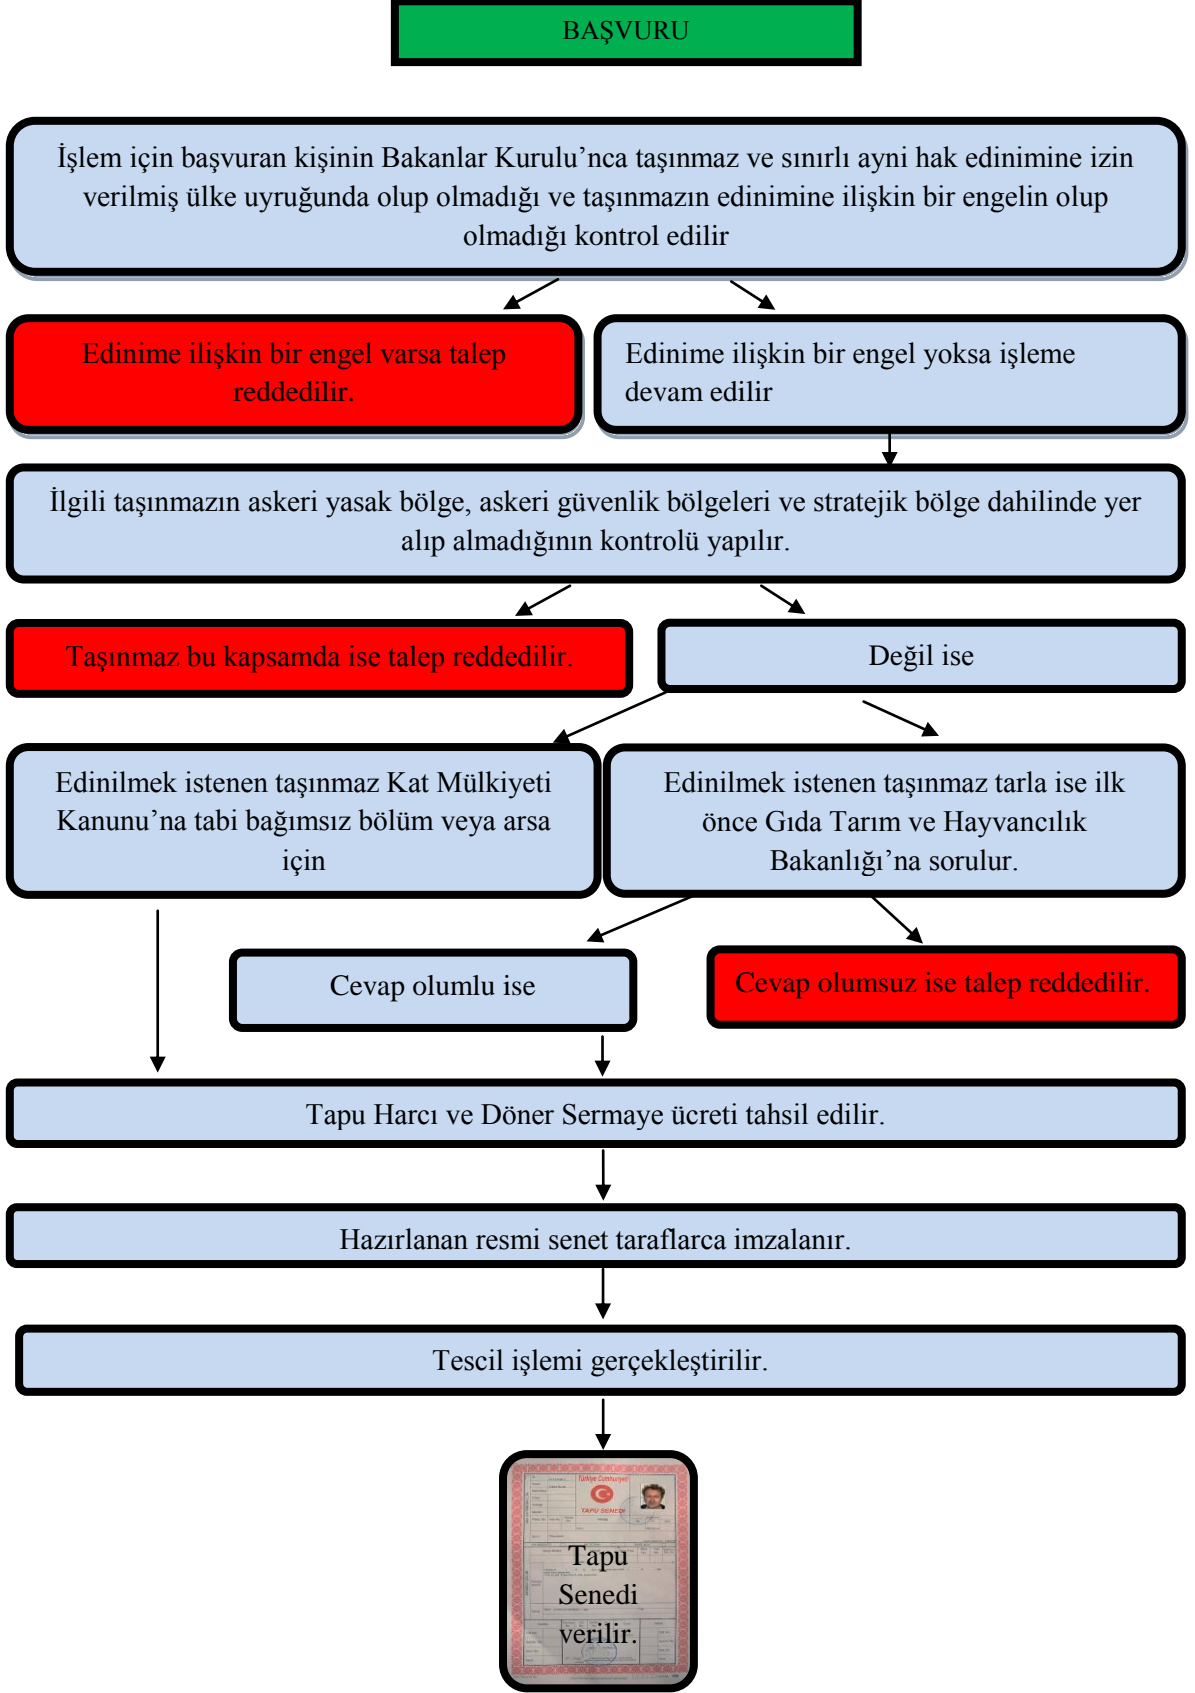 BAŞVURU
İşlem için başvuran kişinin Bakanlar Kurulu’nca taşınmaz ve sınırlı ayni hak edinimine izin
verilmiş ülke uyruğunda olup olmadığı ve taşınmazın edinimine ilişkin bir engelin olup
olmadığı kontrol edilir
Edinime ilişkin bir engel varsa talep
reddedilir.
Edinime ilişkin bir engel yoksa işleme
devam edilir
İlgili taşınmazın askeri yasak bölge, askeri güvenlik bölgeleri ve stratejik bölge dahilinde yer
alıp almadığının kontrolü yapılır.
Taşınmaz bu kapsamda ise talep reddedilir.
Değil ise
Edinilmek istenen taşınmaz Kat Mülkiyeti
Kanunu’na tabi bağımsız bölüm veya arsa
için
Edinilmek istenen taşınmaz tarla ise ilk
önce Gıda Tarım ve Hayvancılık
Bakanlığı’na sorulur.
Cevap olumlu ise
Cevap olumsuz ise talep reddedilir.
Tapu Harcı ve Döner Sermaye ücreti tahsil edilir.
Hazırlanan resmi senet taraflarca imzalanır.
Tescil işlemi gerçekleştirilir.
Türkiye Cumhuriyeti
TAPU SENEDİ
Tapu
Senedi
verilir.